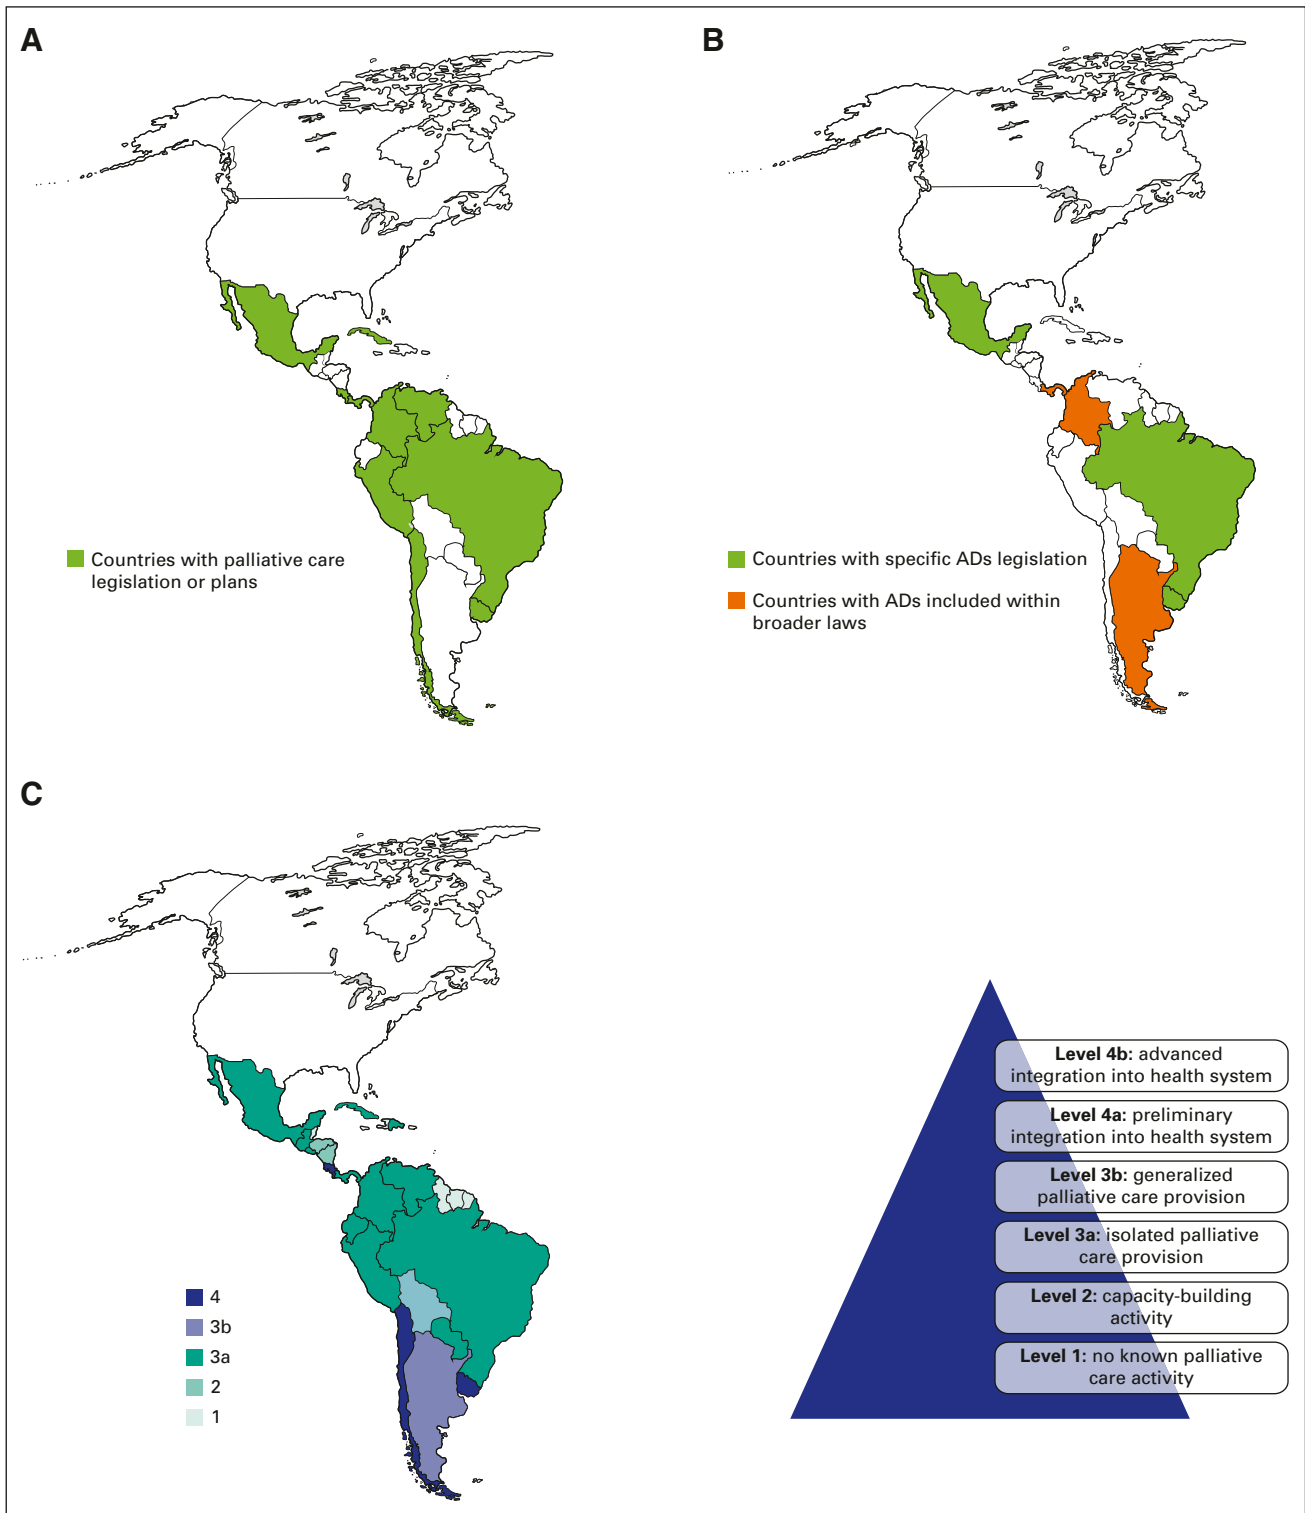 A
B
Countries with palliative care
legislation or plans
Countries with specific ADs legislation
Countries with ADs included within
broader laws
C
4
3b
3a
2
1
Level 4b: advanced
integration into health system
Level 4a: preliminary
integration into health system
Level 3b: generalized
palliative care provision
Level 3a: isolated palliative
care provision
Level 2: capacity-building
activity
Level 1: no known palliative
care activity